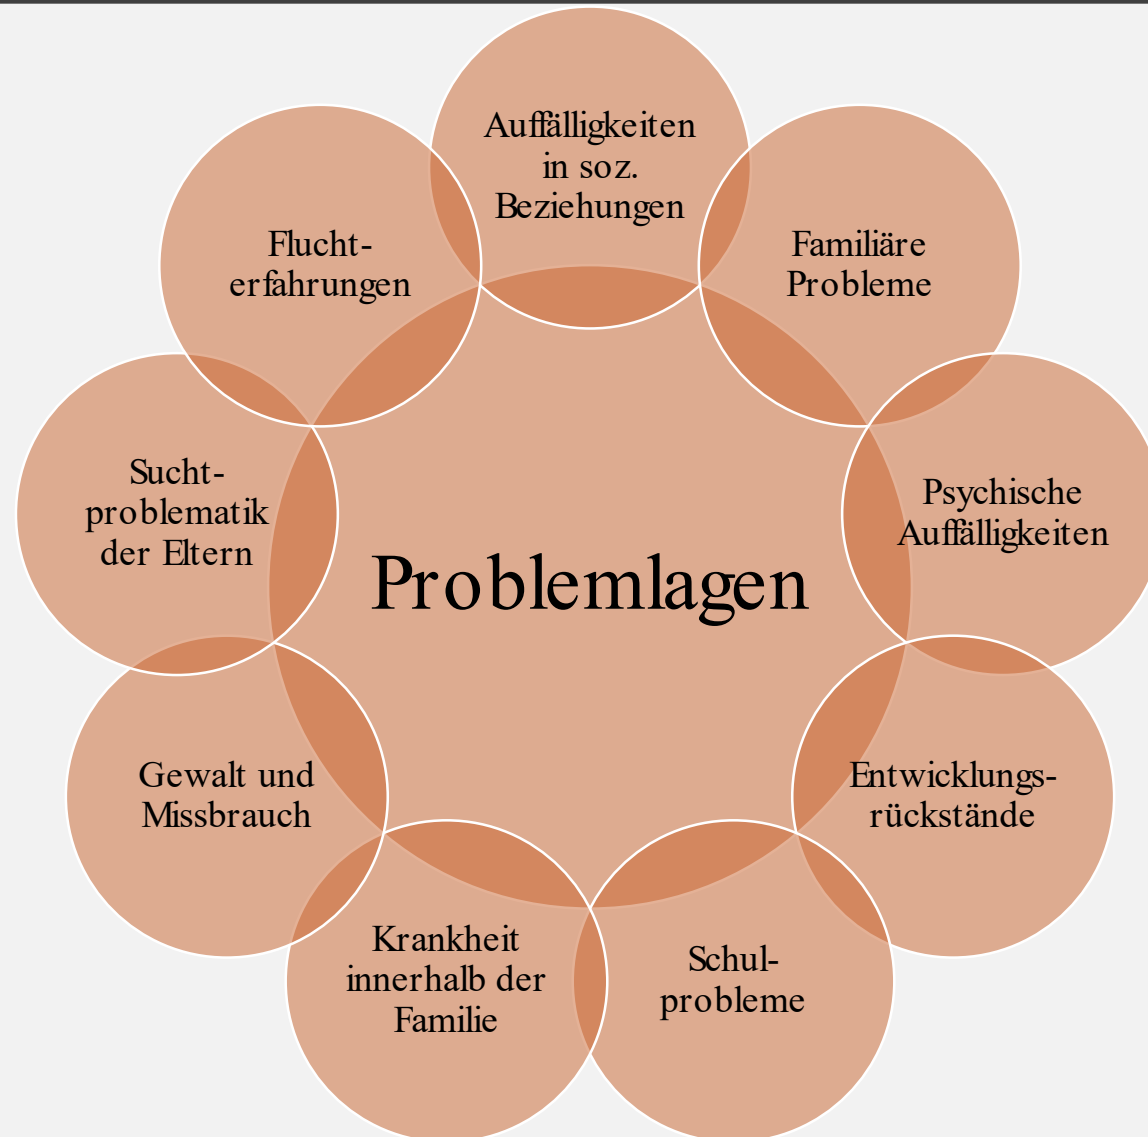 Auffälligkeiten
in soz.
Beziehungen
Familiäre
Probleme
Psychische
Auffälligkeiten
Entwicklungs-
rückstände
Schul-
probleme
Krankheit
innerhalb der
Familie
Gewalt und
Missbrauch
Sucht-
problematik
der Eltern
Flucht-
erfahrungen
Problemlagen